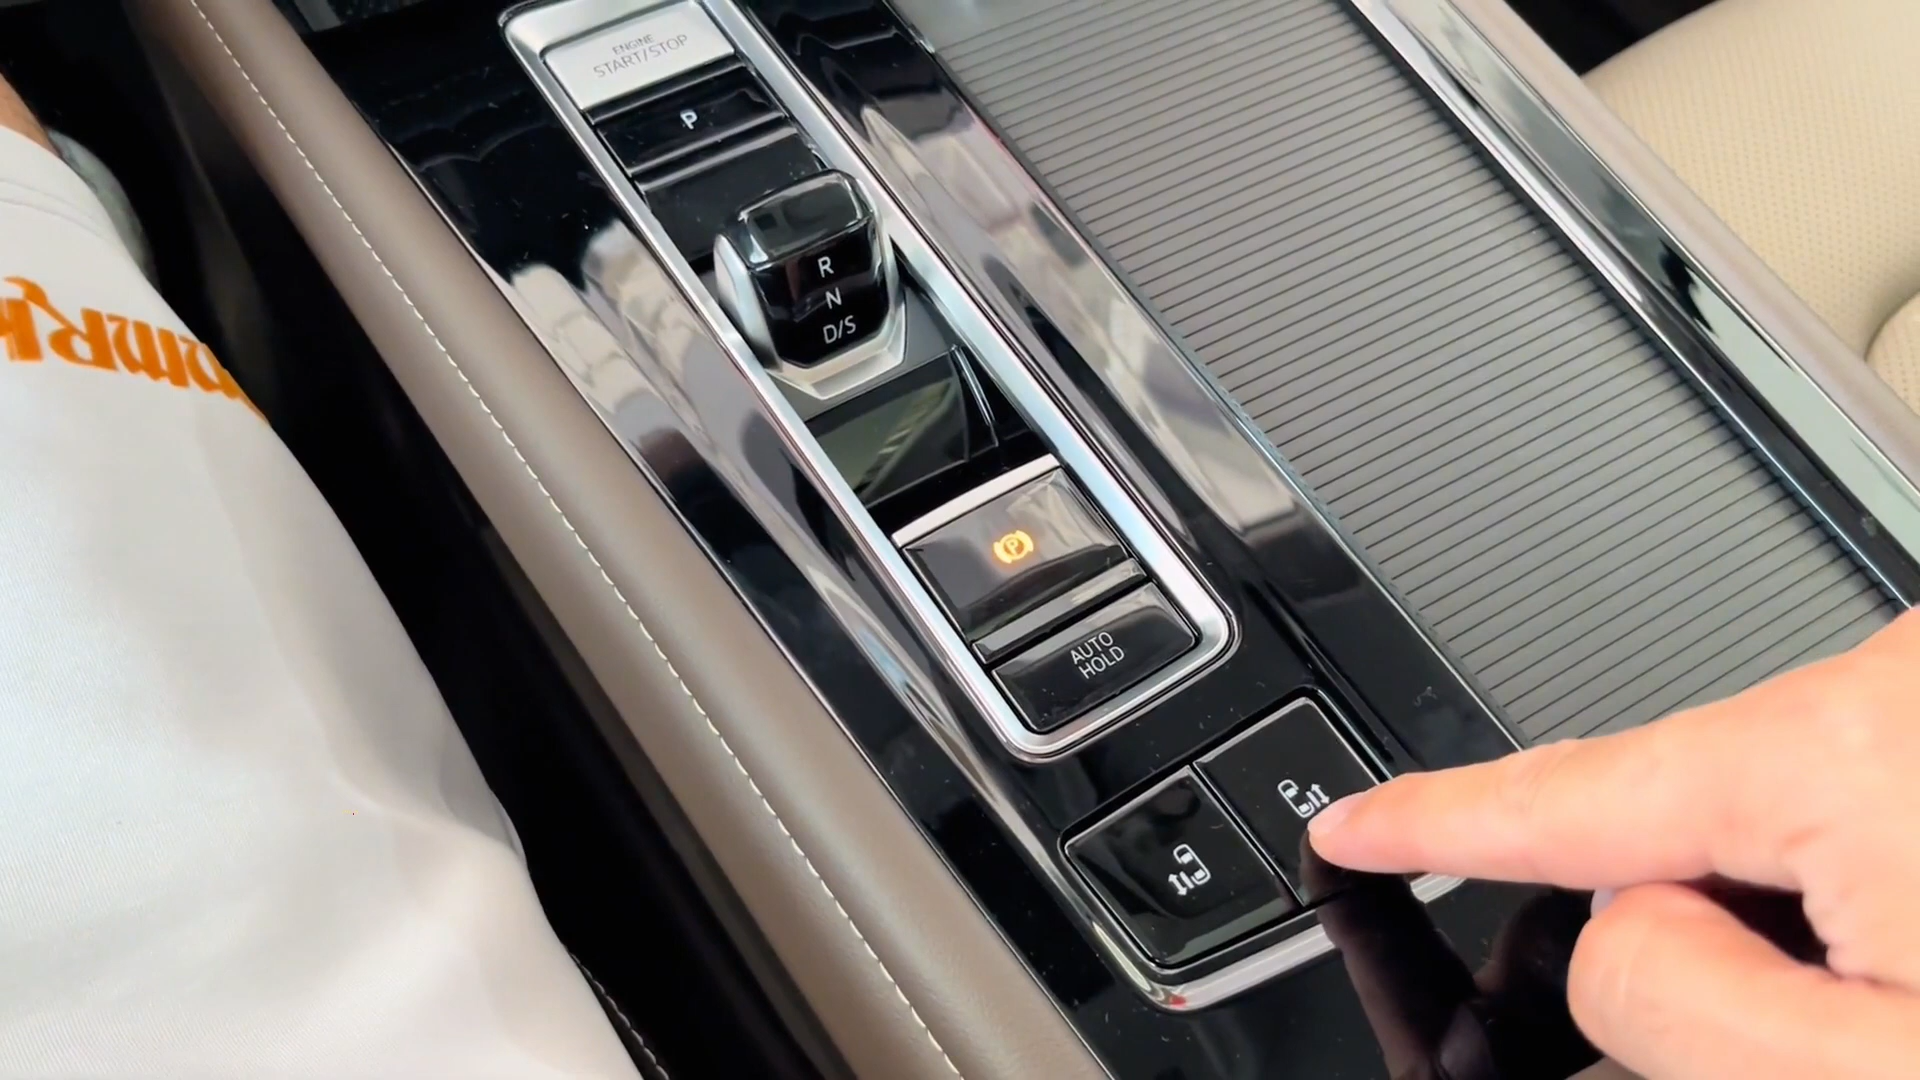 ENGINE
START/STOP
P
R
N
D/S
P
AUTO
HOLD